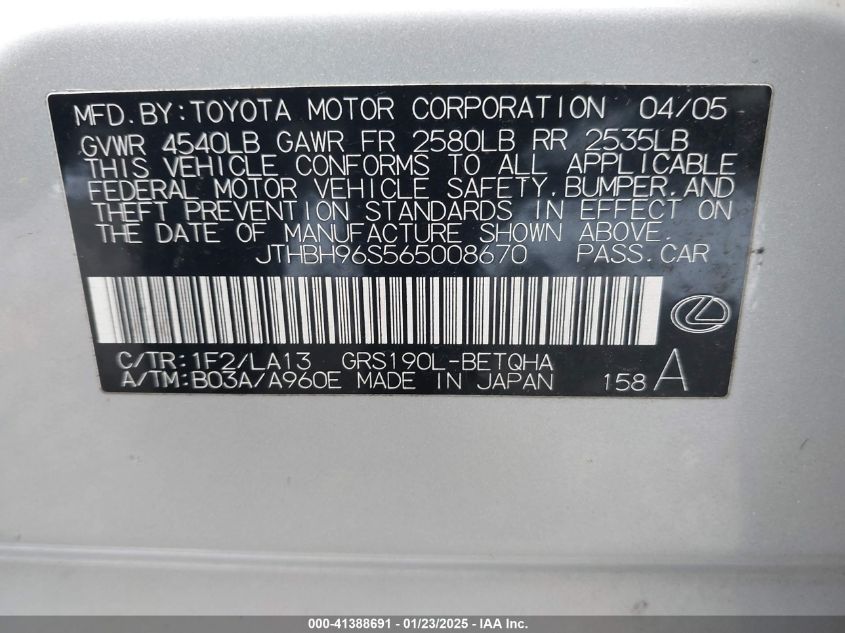 MFD. BY: TOYOTA MOTOR CORPORATION 04/05
GVWR 4540LB GAWR FR 2580LB RR 2535LB
THIS VEHICLE CONFORMS TO ALL APPLICABLE
FEDERAL MOTOR VEHICLE SAFETY, BUMPER, AND
THEFT PREVENTION STANDARDS IN EFFECT ON
THE DATE OF MANUFACTURE SHOWN ABOVE.
JTHBH96S565008670 PASS. CAR
C/TR: 1F2/LA13 GRS190L-BETQHA
A/TM: B03A/A960E MADE IN JAPAN 158 A
000-41388691 - 01/23/2025 - IAA Inc.